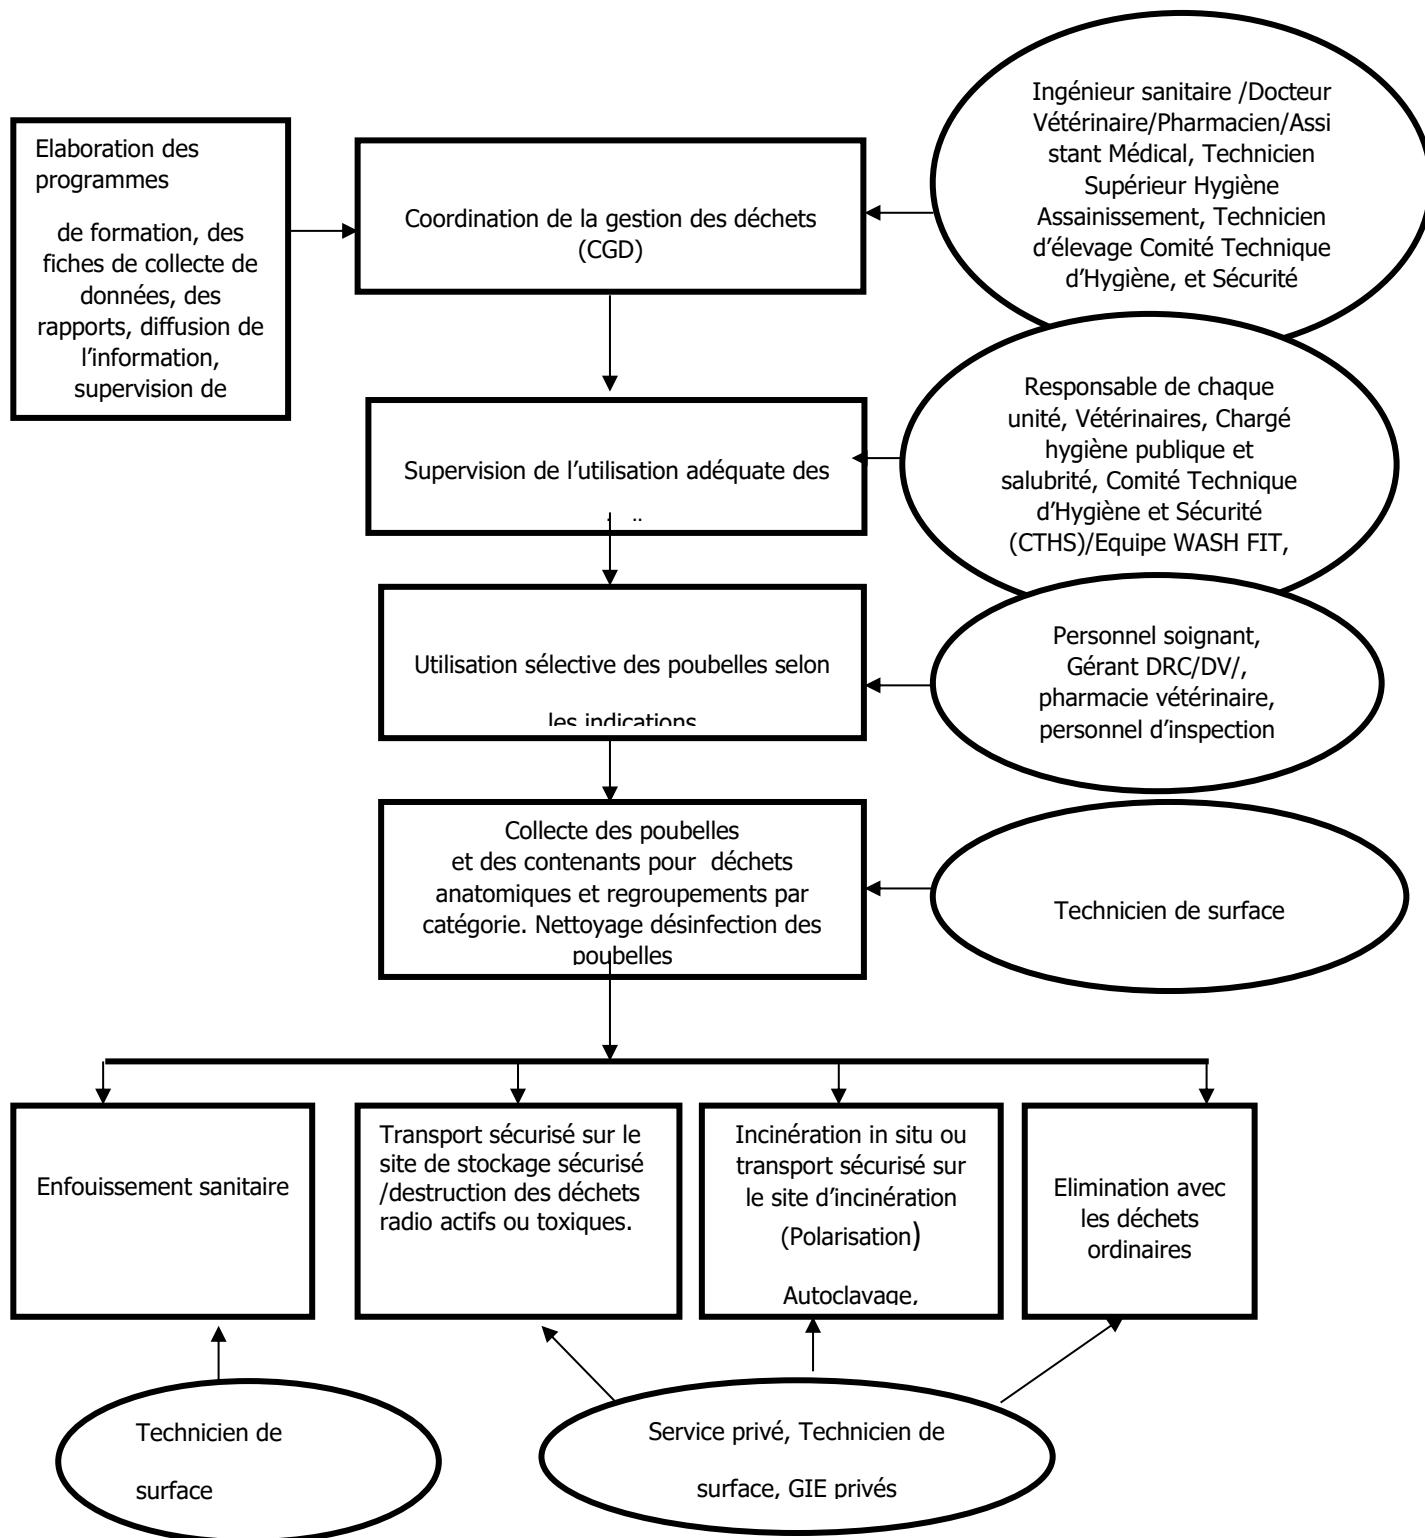 Ingénieur sanitaire /Docteur
Vétérinaire/Pharmacien/Assi
stant Médical, Technicien
Supérieur Hygiène
Assainissement, Technicien
d’élevage Comité Technique
d’Hygiène, et Sécurité
Elaboration des
programmes
de formation, des
fiches de collecte de
données, des
rapports, diffusion de
l’information,
supervision de
Coordination de la gestion des déchets
(CGD)
Responsable de chaque
unité, Vétérinaires, Chargé
hygiène publique et
salubrité, Comité Technique
d’Hygiène et Sécurité
(CTHS)/Equipe WASH FIT,
Supervision de l’utilisation adéquate des
Personnel soignant,
Gérant DRC/DV/,
pharmacie vétérinaire,
personnel d’inspection
Utilisation sélective des poubelles selon
les indications
Collecte des poubelles
et des contenants pour déchets
anatomiques et regroupements par
catégorie. Nettoyage désinfection des
poubelles
Technicien de surface
Enfouissement sanitaire
Transport sécurisé sur le
site de stockage sécurisé
/destruction des déchets
radio actifs ou toxiques.
Incinération in situ ou
transport sécurisé sur
le site d’incinération
(Polarisation)
Autoclavage,
Elimination avec
les déchets
ordinaires
Technicien de
surface
Service privé, Technicien de
surface, GIE privés